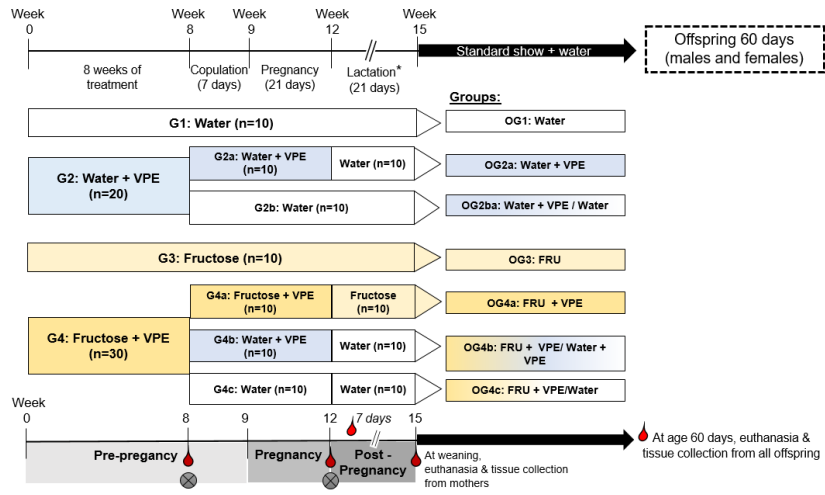 Week Week Week Week
0 8 12 15
Standard show + water
Offspring 60 days
(males and females)
8 weeks of
treatment
Copulation
(7 days)
Pregnancy
(21 days)
Lactation*
(21 days)
Groups:
G1: Water (n=10)
OG1: Water
G2: Water + VPE
(n=20)
G2a: Water + VPE
(n=10)
Water (n=10)
OG2a: Water + VPE
G2b: Water (n=10)
OG2ba: Water + VPE / Water
G3: Fructose (n=10)
OG3: FRU
G4: Fructose + VPE
(n=30)
G4a: Fructose + VPE
(n=10)
Fructose
(n=10)
OG4a: FRU + VPE
G4b: Water + VPE
(n=10)
Water (n=10)
OG4b: FRU + VPE/ Water +
VPE
G4c: Water (n=10)
Water (n=10)
OG4c: FRU + VPE/Water
Week
0 8 9 12 15
7 days
Pre-pregancy
Pregnancy
Post -
Pregnancy
At weaning,
euthanasia & tissue collection
from mothers
At age 60 days, euthanasia &
tissue collection from all offspring